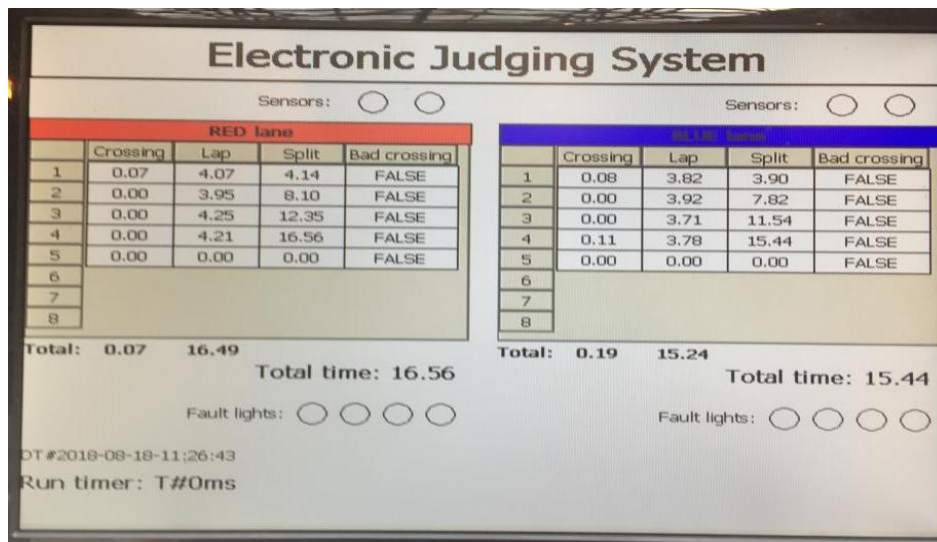 Electronic Judging System
Sensors:
Sensors:
RED lane
Crossing Lap Split Bad crossing
1 0.07 4.07 4.14 FALSE
2 0.00 3.95 8.10 FALSE
3 0.00 4.25 12.35 FALSE
4 0.00 4.21 16.56 FALSE
5 0.00 0.00 0.00 FALSE
6
7
8
Total: 0.07 16.49
Total time: 16.56
Fault lights:
BLUE lane
Crossing Lap Split Bad crossing
1 0.08 3.82 3.90 FALSE
2 0.00 3.92 7.82 FALSE
3 0.00 3.71 11.54 FALSE
4 0.11 3.78 15.44 FALSE
5 0.00 0.00 0.00 FALSE
6
7
8
Total: 0.19 15.24
Total time: 15.44
Fault lights:
DT#2018-08-18-11:26:43
Run timer: T#0ms